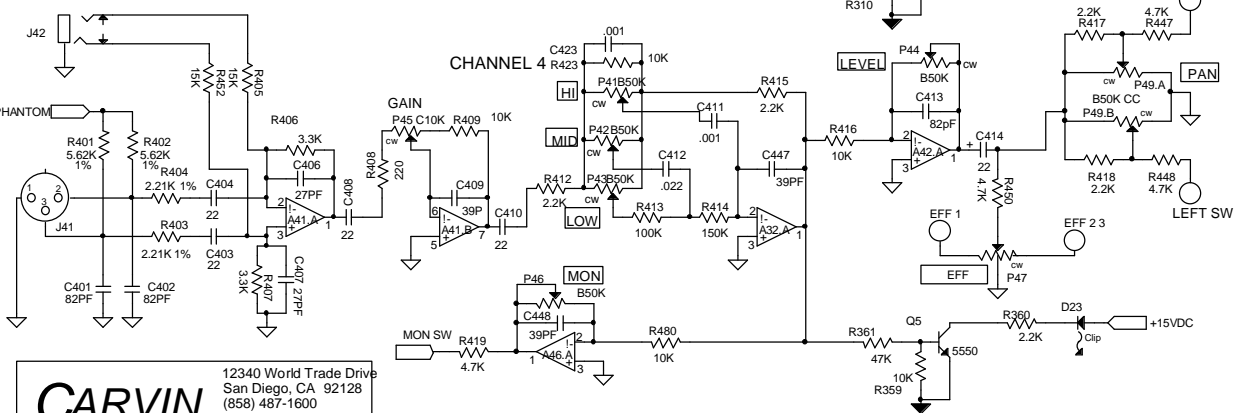 R310
J42
15K
R452
15K
R405
PHANTOM
R401
5.62K
1%
R402
5.62K
1%
R404
2.21K 1%
C404
22
R403
2.21K 1%
C403
22
1
2
3
J41
C401
82PF
C402
82PF
R406
3.3K
C406
27PF
2
3
!-
+
A41.A
1
R407
3.3K
C407
27PF
C408
22
R408
220
GAIN
P45 C10K
cw
R409
10K
C409
39P
6
5
!-
+
A41.B
7
C410
22
R412
2.2K
CHANNEL 4
C423
.001
R423
10K
HI
P41B50K
cw
MID
P42B50K
cw
P43B50K
cw
LOW
C411
.001
C412
.022
R413
100K
R414
150K
R415
2.2K
C447
39PF
2
3
!-
+
A32.A
1
R416
10K
LEVEL
P44
B50K
cw
C413
82pF
2
3
!-
+
A42.A
1
C414
+
22
R450
4.7K
EFF 1
EFF 2 3
EFF
cw
P47
2.2K
R417
4.7K
R447
cw
P49.A
PAN
B50K CC
P49.B
cw
R418
2.2K
R448
4.7K
LEFT SW
MON SW
R419
4.7K
P46
MON
B50K
C448
39PF
2
3
!-
+
A46.A
1
R480
10K
R361
47K
Q5
5550
10K
R359
R360
2.2K
D23
Clip
+15VDC
CARVIN
12340 World Trade Drive
San Diego, CA 92128
(858) 487-1600